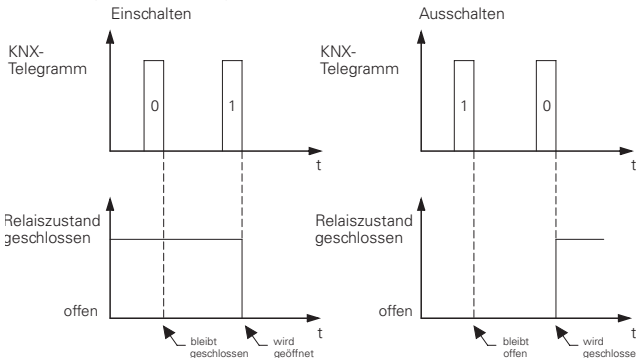 Einschalten
KNX-
Telegramm
0
1
t
Relaiszustand
geschlossen
offen
t
bleibt
geschlossen
wird
geöffnet
Ausschalten
KNX-
Telegramm
1
0
t
Relaiszustand
geschlossen
offen
t
bleibt
offen
wird
geschlosse